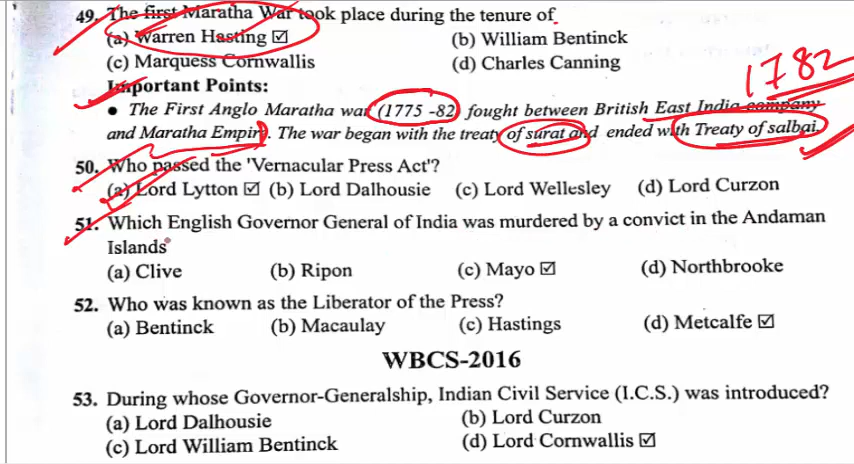 49. The first Maratha War took place during the tenure of
(a) Warren Hasting ☑ (b) William Bentinck
(c) Marquess Cornwallis (d) Charles Canning
1782
Important Points:
• The First Anglo Maratha war (1775 -82) fought between British East India company
and Maratha Empire. The war began with the treaty of surat and ended with Treaty of salbai.
50. Who passed the 'Vernacular Press Act'?
(a) Lord Lytton ☑ (b) Lord Dalhousie (c) Lord Wellesley (d) Lord Curzon
51. Which English Governor General of India was murdered by a convict in the Andaman
Islands
(a) Clive (b) Ripon (c) Mayo ☑ (d) Northbrooke
52. Who was known as the Liberator of the Press?
(a) Bentinck (b) Macaulay (c) Hastings (d) Metcalfe ☑
WBCS-2016
53. During whose Governor-Generalship, Indian Civil Service (I.C.S.) was introduced?
(a) Lord Dalhousie (b) Lord Curzon
(c) Lord William Bentinck (d) Lord Cornwallis ☑